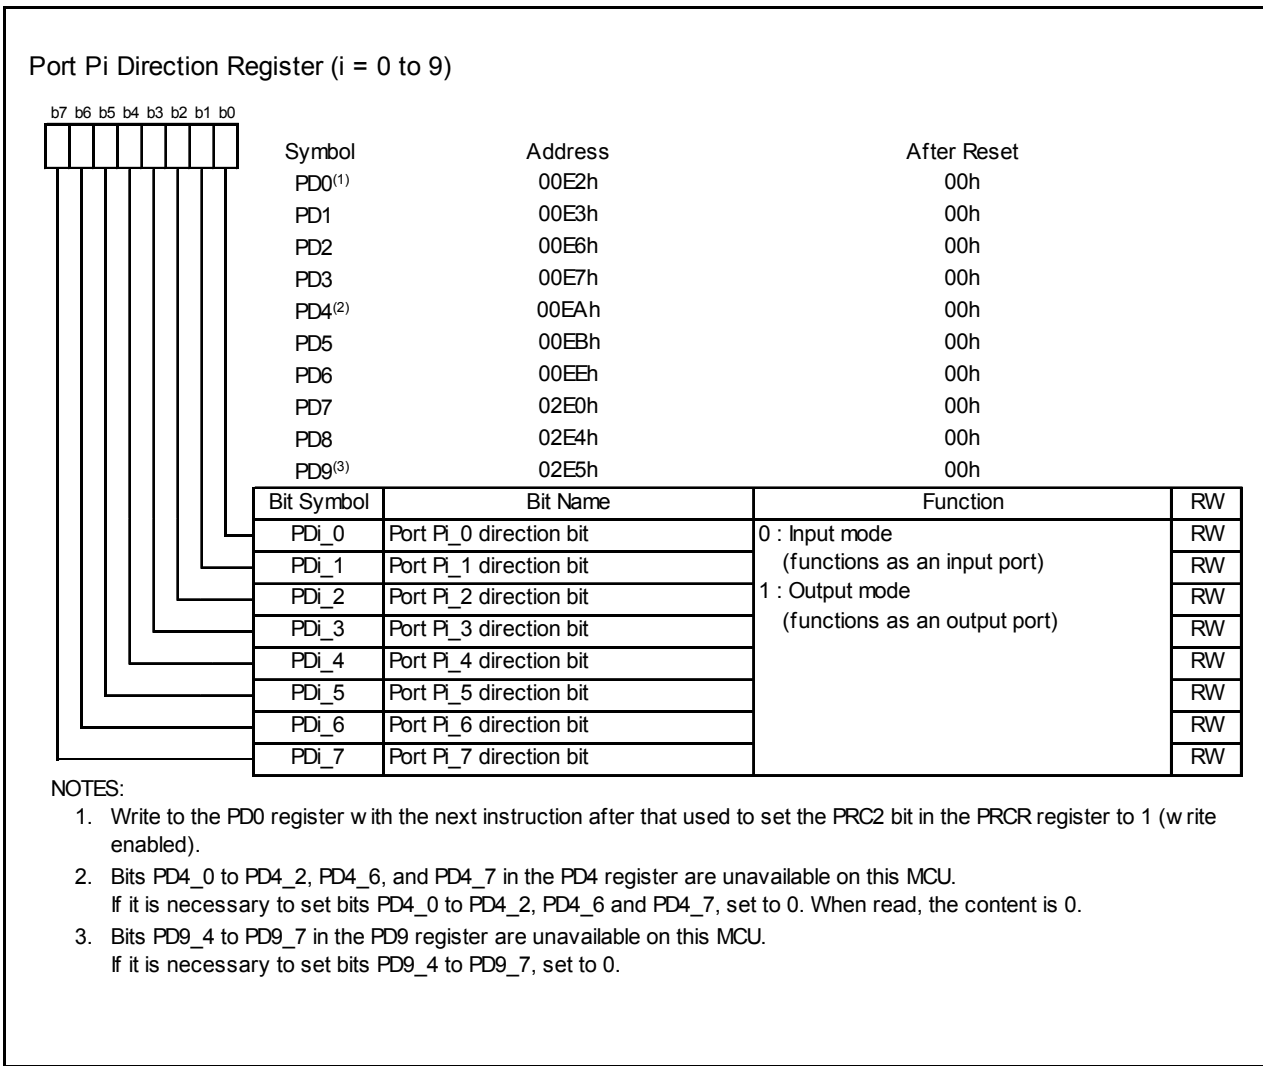 Port Pi Direction Register (i = 0 to 9)
b7 b6 b5 b4 b3 b2 b1 b0
Symbol Address After Reset
PD0(1) 00E2h 00h
PD1 00E3h 00h
PD2 00E6h 00h
PD3 00E7h 00h
PD4(2) 00EAh 00h
PD5 00EBh 00h
PD6 00EEh 00h
PD7 02E0h 00h
PD8 02E4h 00h
PD9(3) 02E5h 00h
Bit Symbol Bit Name Function RW
PDi_0 Port Pi_0 direction bit 0 : Input mode RW
PDi_1 Port Pi_1 direction bit (functions as an input port) RW
PDi_2 Port Pi_2 direction bit 1 : Output mode RW
PDi_3 Port Pi_3 direction bit (functions as an output port) RW
PDi_4 Port Pi_4 direction bit RW
PDi_5 Port Pi_5 direction bit RW
PDi_6 Port Pi_6 direction bit RW
PDi_7 Port Pi_7 direction bit RW
NOTES:
1. Write to the PD0 register with the next instruction after that used to set the PRC2 bit in the PRCR register to 1 (write
enabled).
2. Bits PD4_0 to PD4_2, PD4_6, and PD4_7 in the PD4 register are unavailable on this MCU.
If it is necessary to set bits PD4_0 to PD4_2, PD4_6 and PD4_7, set to 0. When read, the content is 0.
3. Bits PD9_4 to PD9_7 in the PD9 register are unavailable on this MCU.
If it is necessary to set bits PD9_4 to PD9_7, set to 0.